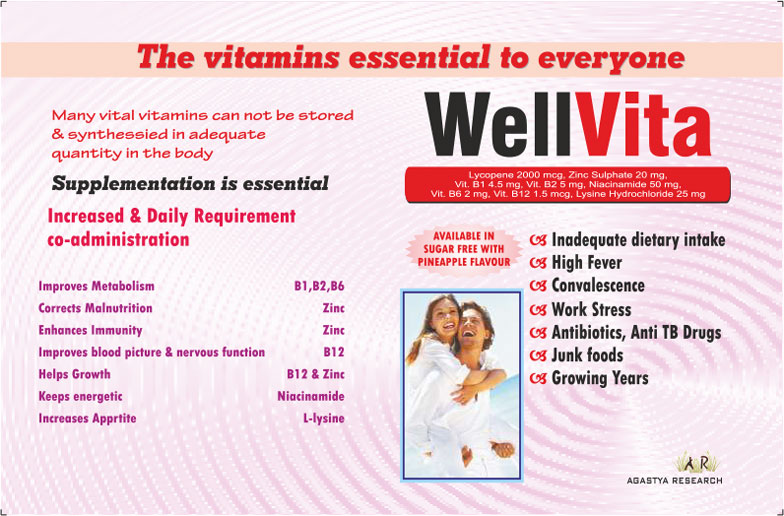 The vitamins essential to everyone
Many vital vitamins can not be stored
& synthessied in adequate
quantity in the body
Supplementation is essential
Increased & Daily Requirement
co-administration
Improves Metabolism B1,B2,B6
Corrects Malnutrition Zinc
Enhances Immunity Zinc
Improves blood picture & nervous function B12
Helps Growth B12 & Zinc
Keeps energetic Niacinamide
Increases Apprtite L-lysine
WellVita
Lycopene 2000 mcg, Zinc Sulphate 20 mg,
Vit. B1 4.5 mg, Vit. B2 5 mg, Niacinamide 50 mg,
Vit. B6 2 mg, Vit. B12 1.5 mcg, Lysine Hydrochloride 25 mg
AVAILABLE IN
SUGAR FREE WITH
PINEAPPLE FLAVOUR
Inadequate dietary intake
High Fever
Convalescence
Work Stress
Antibiotics, Anti TB Drugs
Junk foods
Growing Years
AR
AGASTYA RESEARCH